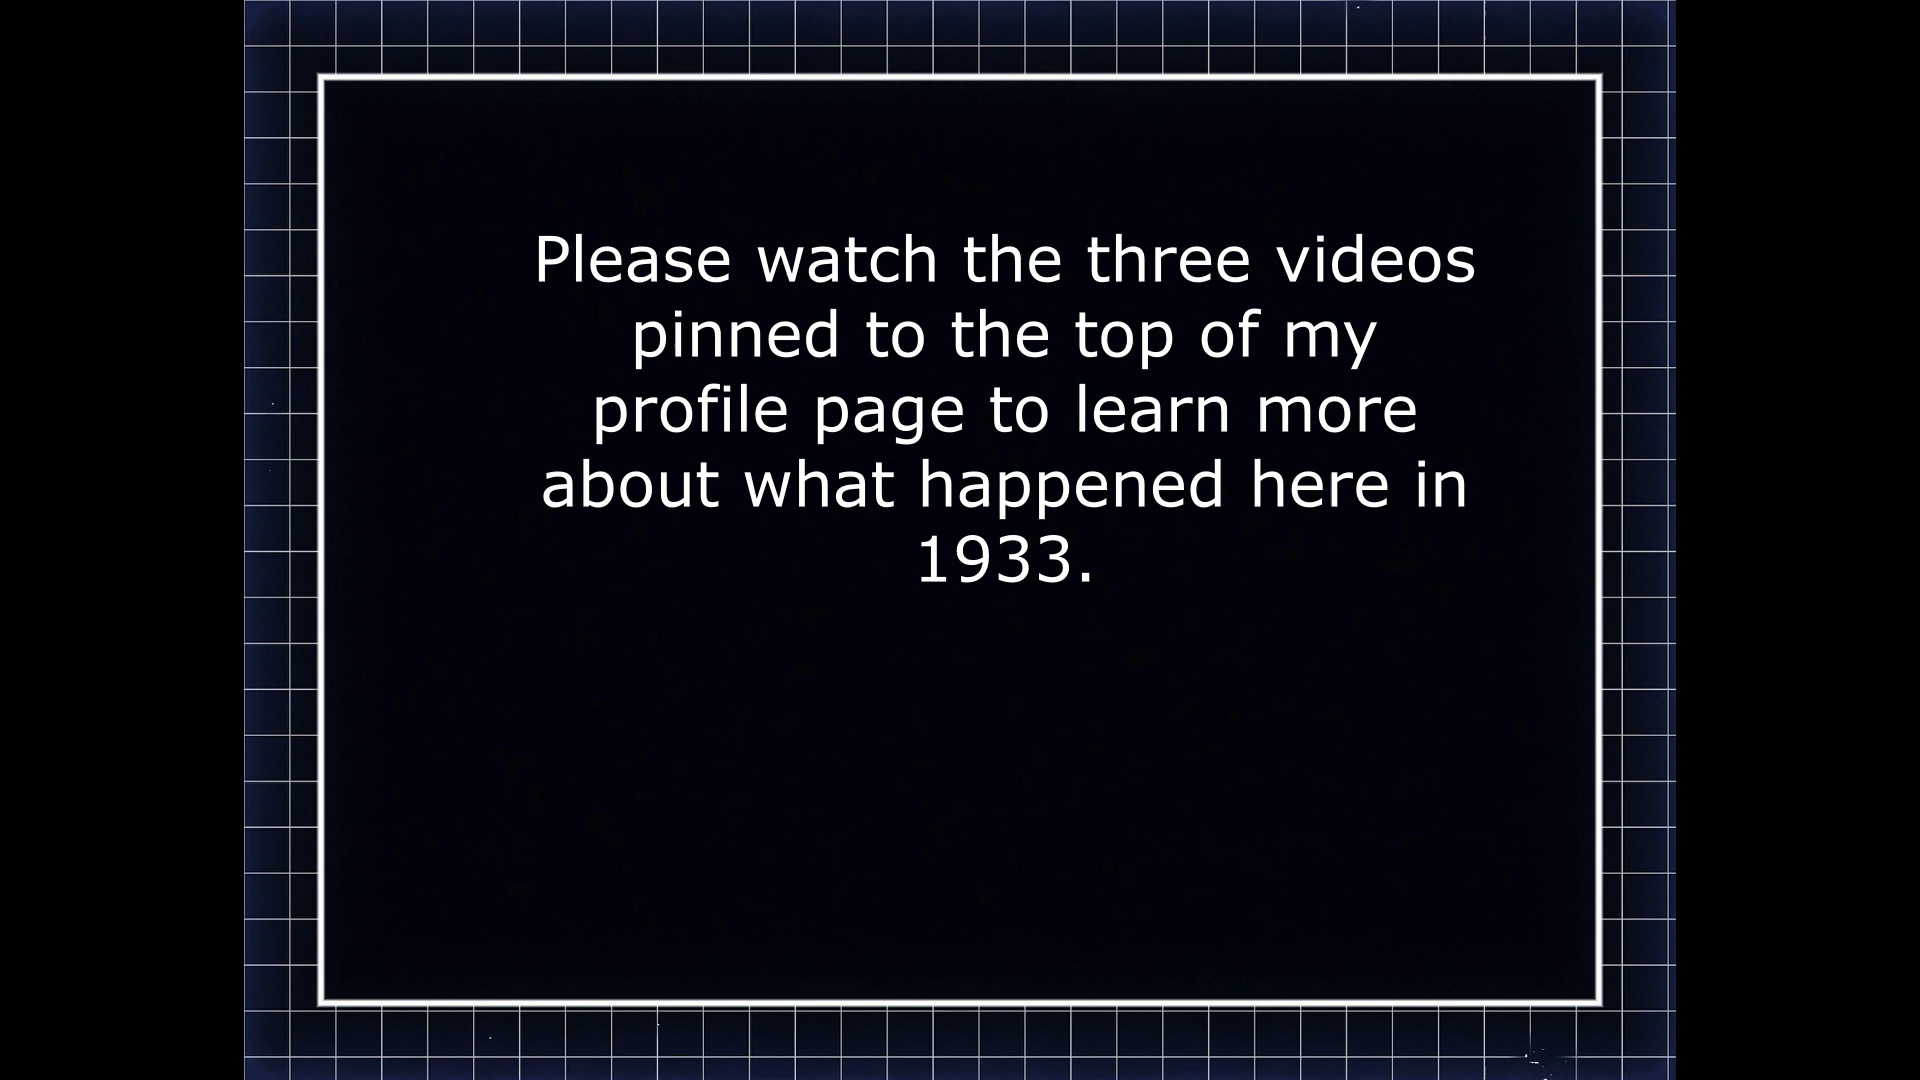 Please watch the three videos
pinned to the top of my
profile page to learn more
about what happened here in
1933.